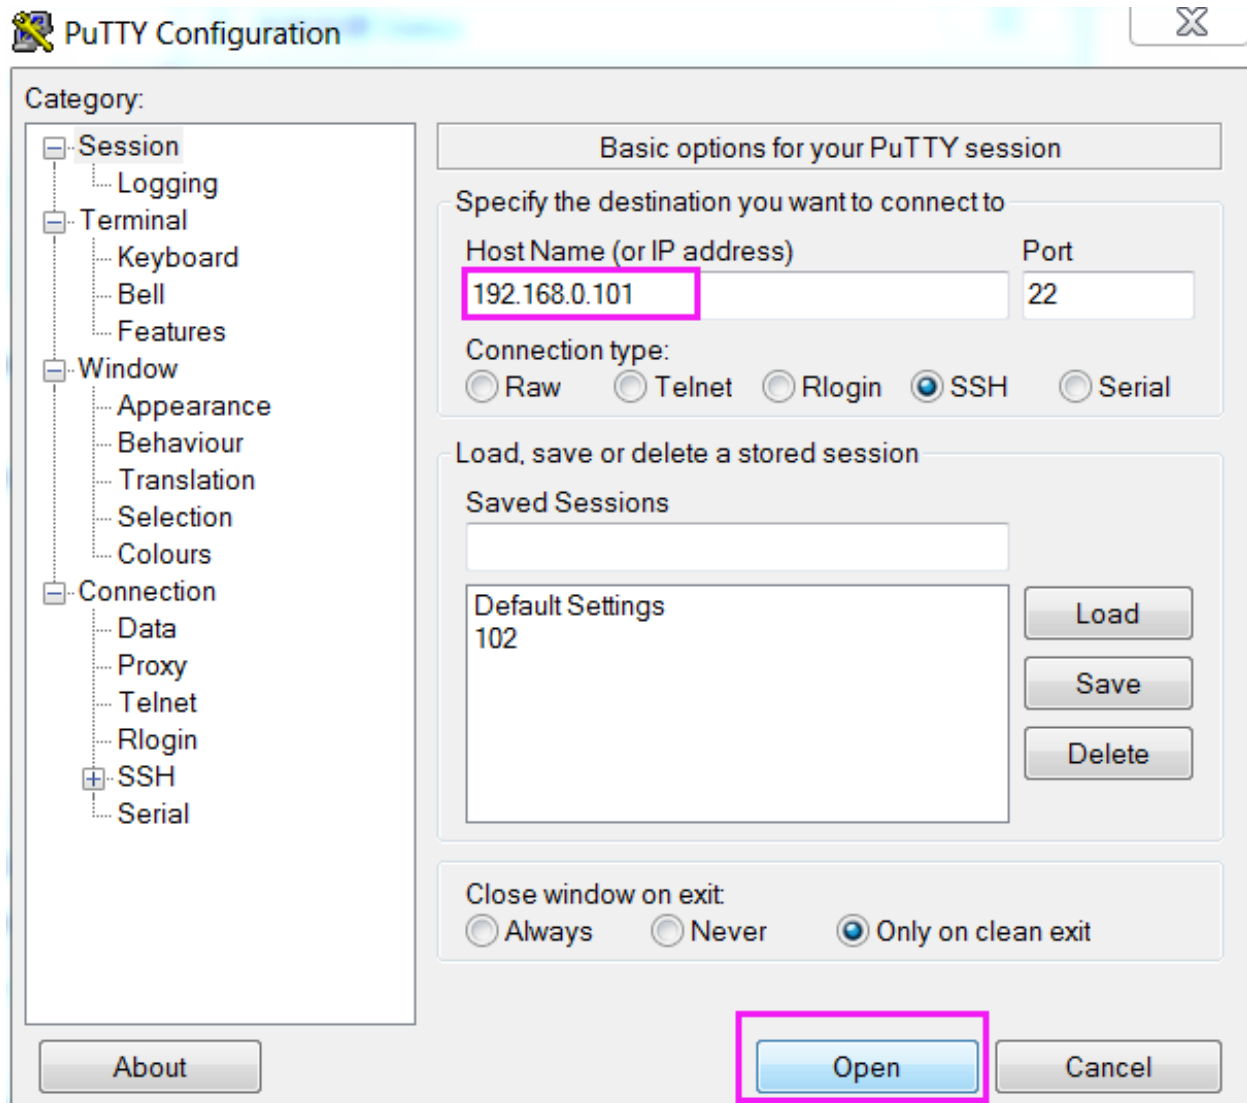 PuTTY Configuration
Category:
Session
Logging
Terminal
Keyboard
Bell
Features
Window
Appearance
Behaviour
Translation
Selection
Colours
Connection
Data
Proxy
Telnet
Rlogin
SSH
Serial
Basic options for your PuTTY session
Specify the destination you want to connect to
Host Name (or IP address) Port
192.168.0.101 22
Connection type:
Raw Telnet Rlogin SSH Serial
Load, save or delete a stored session
Saved Sessions
Default Settings
102
Load
Save
Delete
Close window on exit:
Always Never Only on clean exit
About Open Cancel